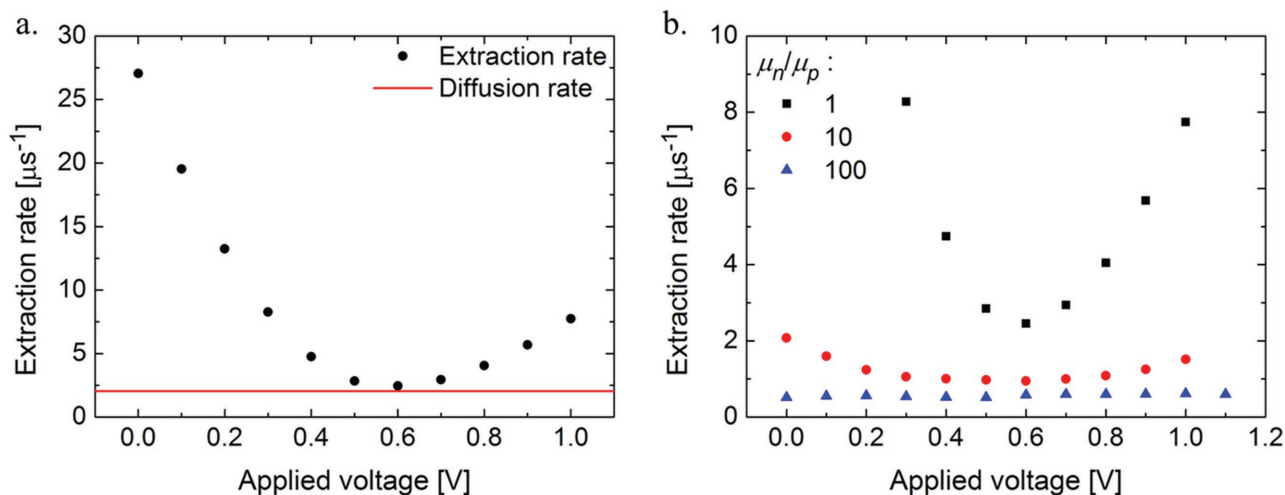 a.
30
25
20
15
10
5
0
Extraction rate [μs⁻¹]
Extraction rate
Diffusion rate
0.0 0.2 0.4 0.6 0.8 1.0
Applied voltage [V]
b.
10
8
6
4
2
0
Extraction rate [μs⁻¹]
μn/μp :
1
10
100
0.0 0.2 0.4 0.6 0.8 1.0 1.2
Applied voltage [V]